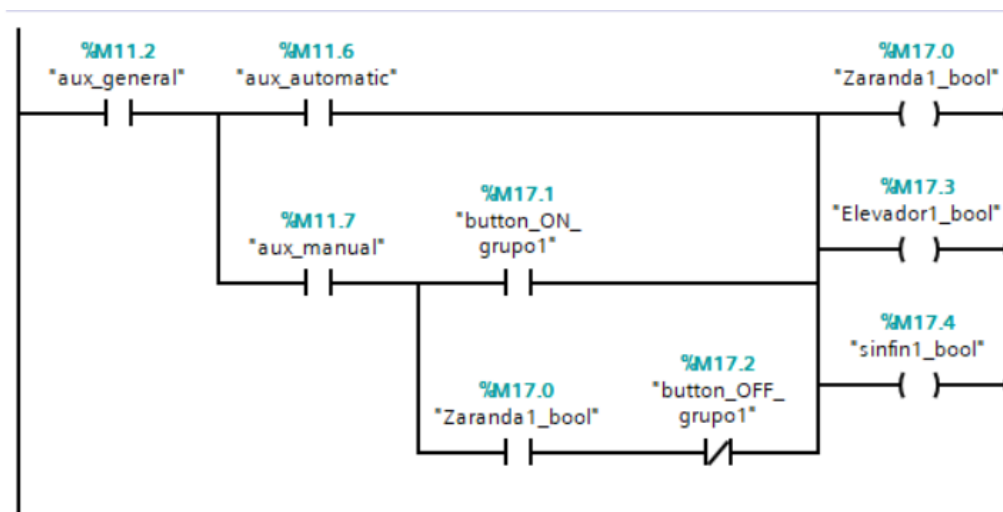 %M11.2
"aux_general"
%M11.6
"aux_automatic"
%M17.0
"Zaranda1_bool"
%M17.3
"Elevador1_bool"
%M11.7
"aux_manual"
%M17.1
"button_ON_
grupo1"
%M17.4
"sinfin1_bool"
%M17.0
"Zaranda1_bool"
%M17.2
"button_OFF_
grupo1"